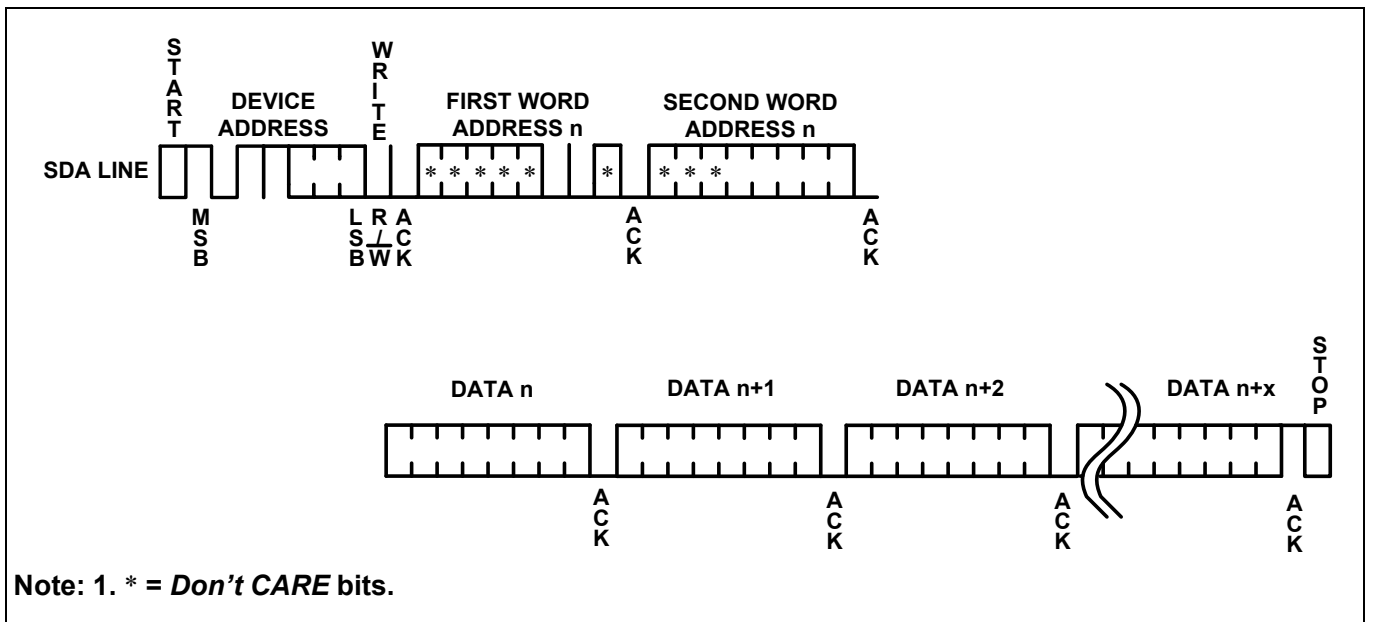 START
WRITE
DEVICE
ADDRESS
FIRST WORD
ADDRESS n
SECOND WORD
ADDRESS n
SDA LINE
* * * * * * * * *
MSB
LSB
R/W
ACK
ACK
ACK
STOP
DATA n
DATA n+1
DATA n+2
DATA n+x
ACK
ACK
ACK
ACK
Note: 1. * = Don't CARE bits.